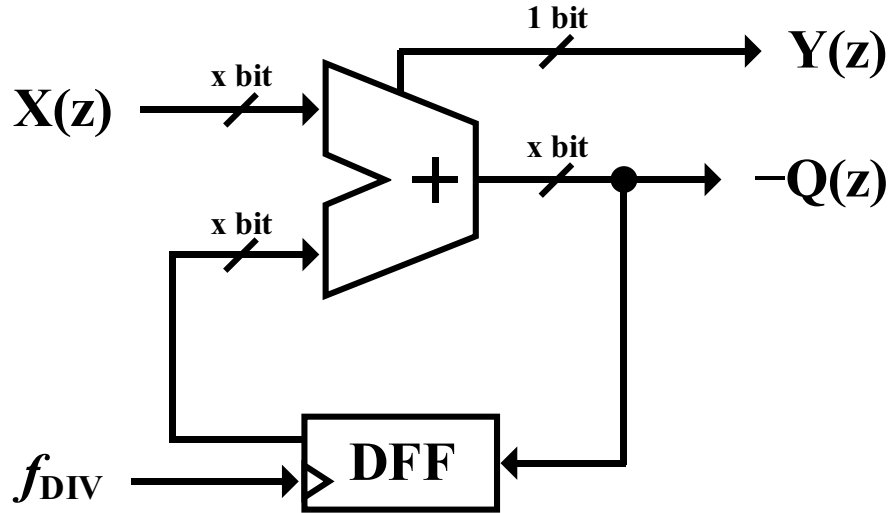 1 bit
Y(z)
x bit
X(z)
+
x bit
−Q(z)
x bit
DFF
fDIV